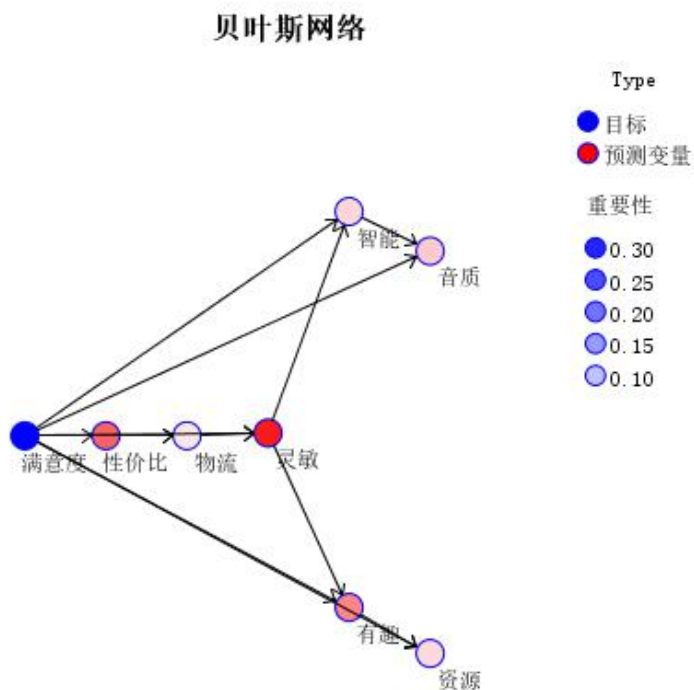 贝叶斯网络
Type
目标
预测变量
重要性
0.30
0.25
0.20
0.15
0.10
智能
音质
满意度
性价比
物流
灵敏
有趣
资源